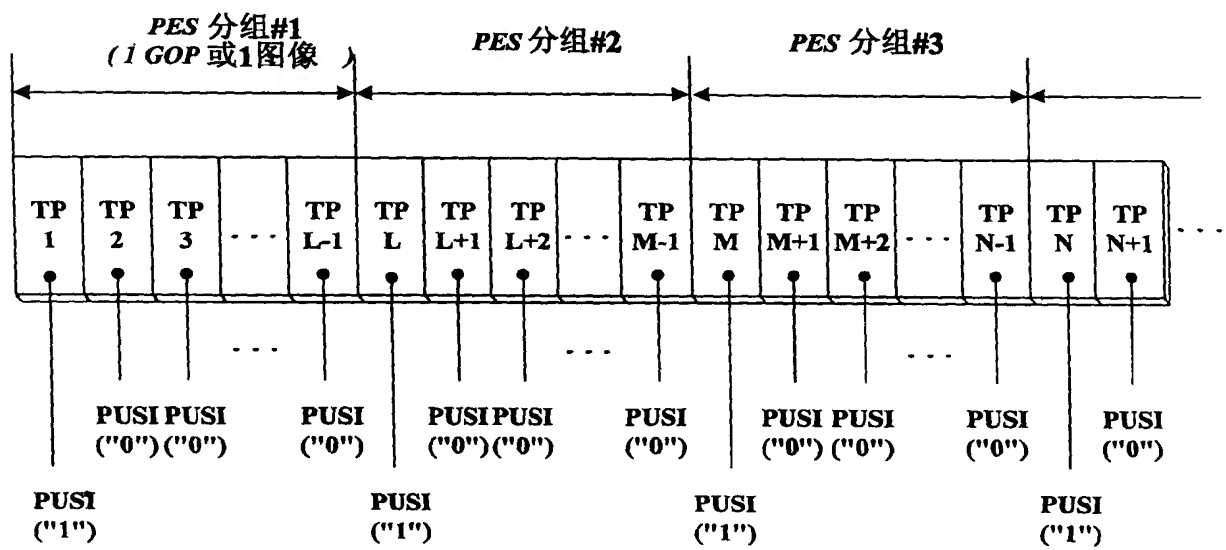 PES 分组#1
( 1 GOP 或1图像 )
PES 分组#2
PES 分组#3
TP 1
TP 2
TP 3
· · ·
TP L-1
TP L
TP L+1
TP L+2
· · ·
TP M-1
TP M
TP M+1
TP M+2
· · ·
TP N-1
TP N
TP N+1
· · ·
· · ·
· · ·
· · ·
PUSI ("0")
PUSI ("0")
PUSI ("0")
PUSI ("0")
PUSI ("0")
PUSI ("0")
PUSI ("0")
PUSI ("0")
PUSI ("0")
PUSI ("0")
PUSI ("1")
PUSI ("1")
PUSI ("1")
PUSI ("1")